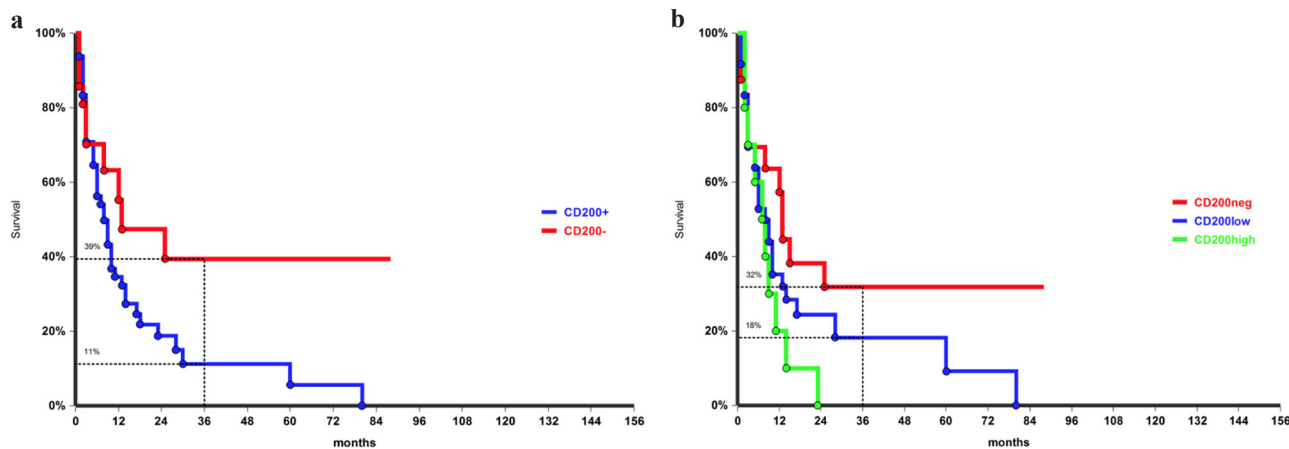 a
100%
80%
60%
40%
20%
0%
Survival
39%
11%
CD200+
CD200-
0 12 24 36 48 60 72 84 96 108 120 132 144 156
months
b
100%
80%
60%
40%
20%
0%
Survival
32%
18%
CD200neg
CD200low
CD200high
0 12 24 36 48 60 72 84 96 108 120 132 144 156
months